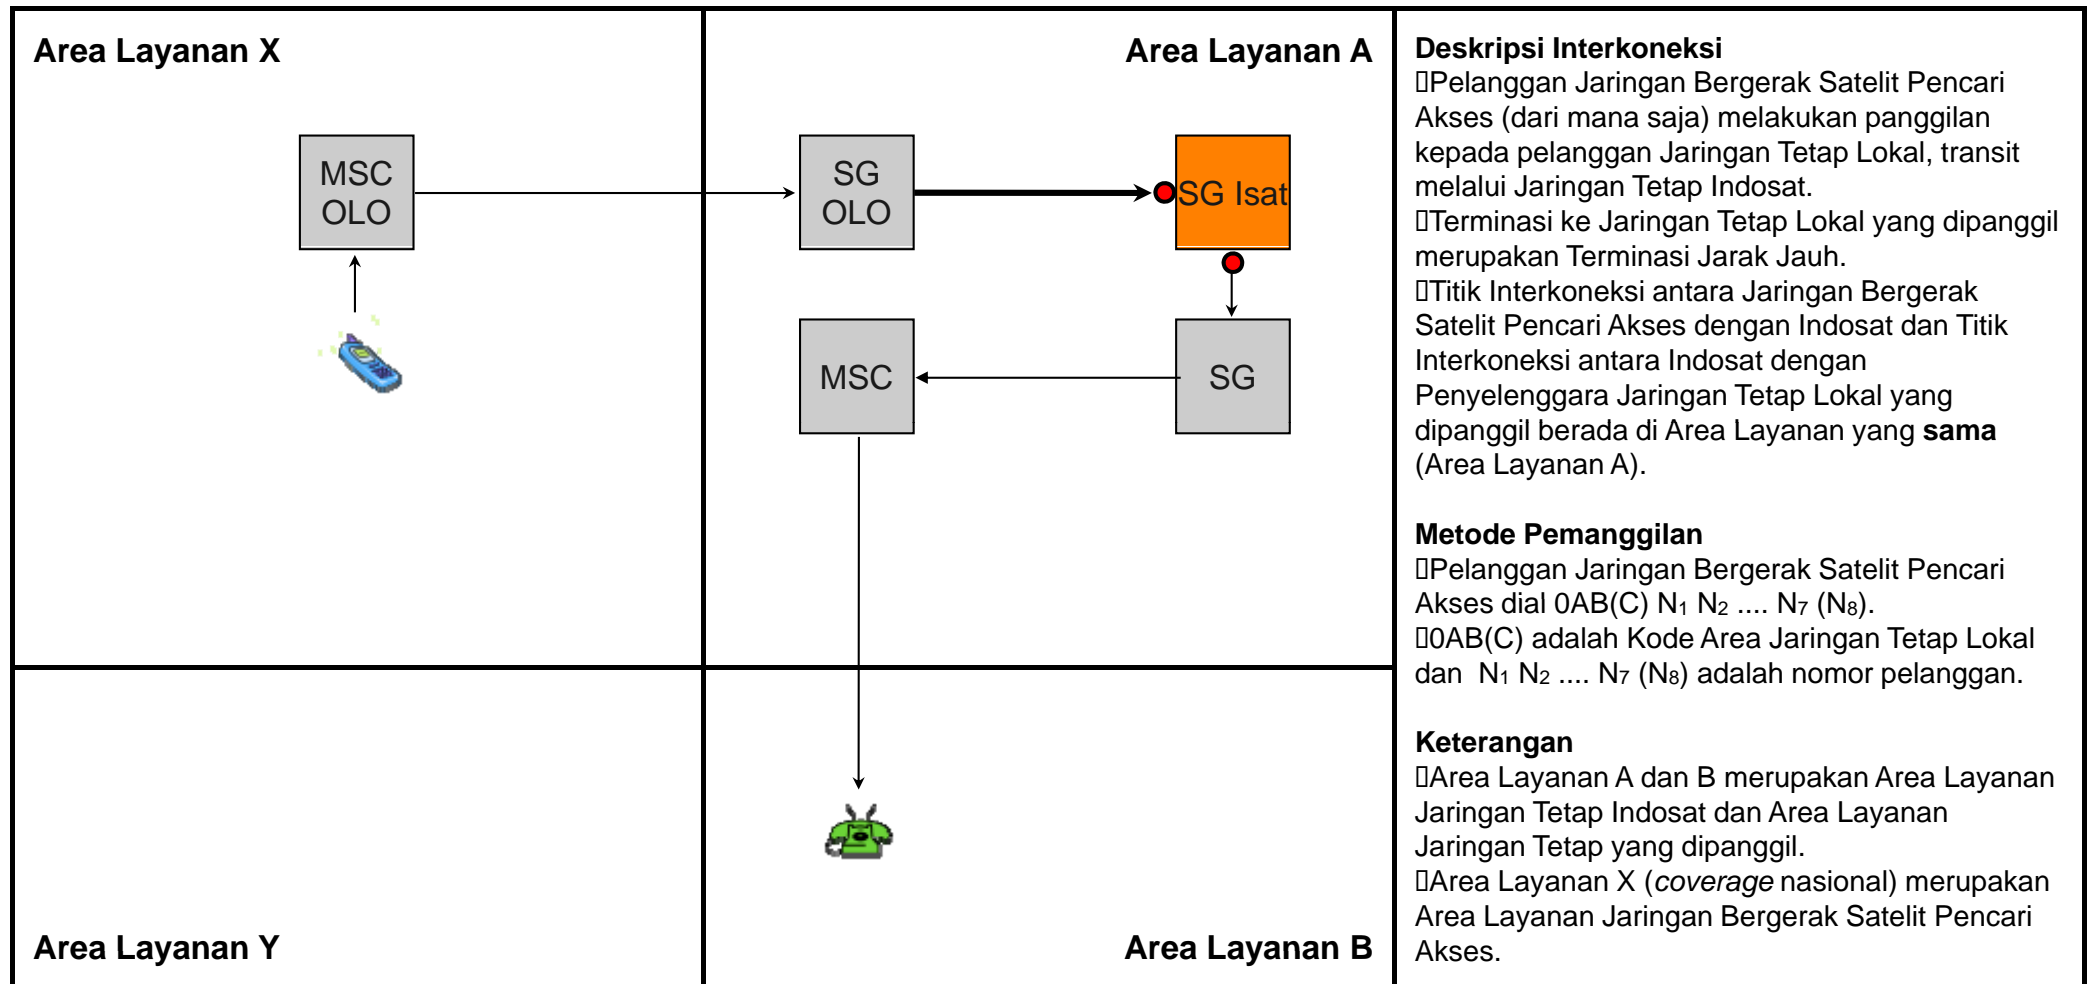 Area Layanan X
Area Layanan A
MSC
OLO
SG
OLO
SG Isat
MSC
SG
Area Layanan Y
Area Layanan B
Deskripsi Interkoneksi
▯Pelanggan Jaringan Bergerak Satelit Pencari
Akses (dari mana saja) melakukan panggilan
kepada pelanggan Jaringan Tetap Lokal, transit
melalui Jaringan Tetap Indosat.
▯Terminasi ke Jaringan Tetap Lokal yang dipanggil
merupakan Terminasi Jarak Jauh.
▯Titik Interkoneksi antara Jaringan Bergerak
Satelit Pencari Akses dengan Indosat dan Titik
Interkoneksi antara Indosat dengan
Penyelenggara Jaringan Tetap Lokal yang
dipanggil berada di Area Layanan yang sama
(Area Layanan A).
Metode Pemanggilan
▯Pelanggan Jaringan Bergerak Satelit Pencari
Akses dial 0AB(C) N₁ N₂ .... N₇ (N₈).
▯0AB(C) adalah Kode Area Jaringan Tetap Lokal
dan N₁ N₂ .... N₇ (N₈) adalah nomor pelanggan.
Keterangan
▯Area Layanan A dan B merupakan Area Layanan
Jaringan Tetap Indosat dan Area Layanan
Jaringan Tetap yang dipanggil.
▯Area Layanan X (coverage nasional) merupakan
Area Layanan Jaringan Bergerak Satelit Pencari
Akses.